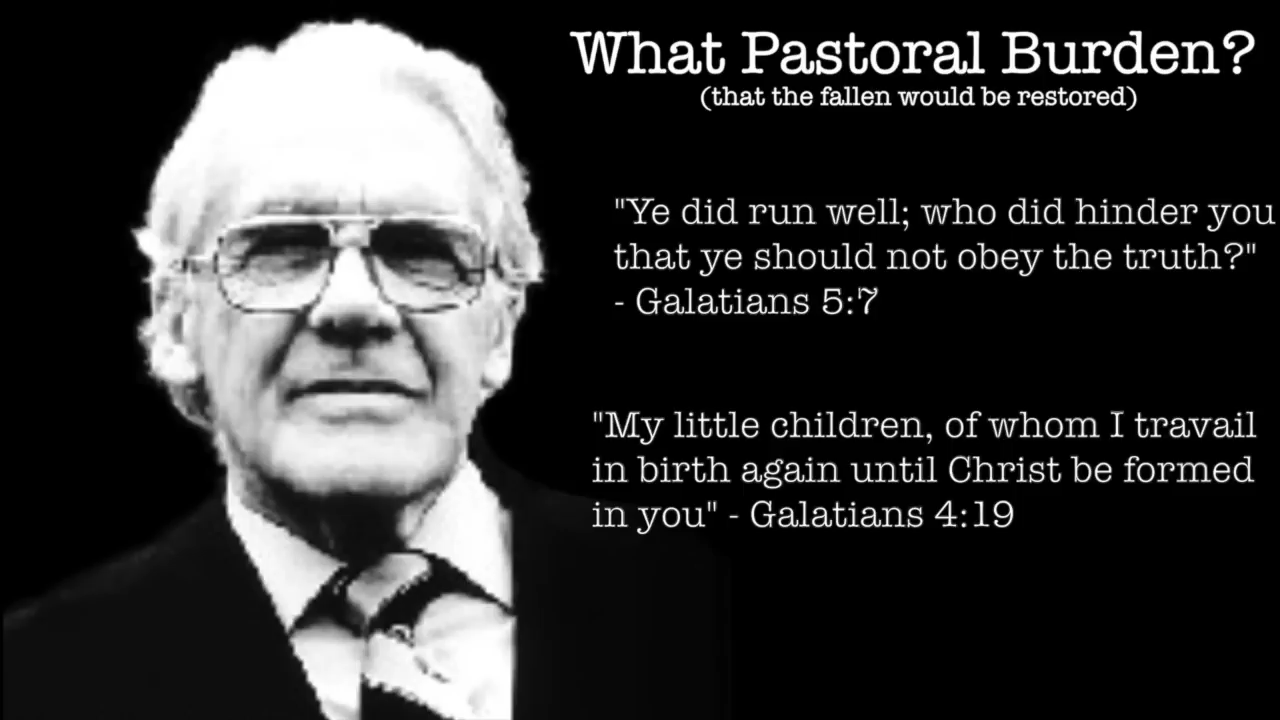 What Pastoral Burden?
(that the fallen would be restored)
"Ye did run well; who did hinder you
that ye should not obey the truth?"
- Galatians 5:7
"My little children, of whom I travail
in birth again until Christ be formed
in you" - Galatians 4:19